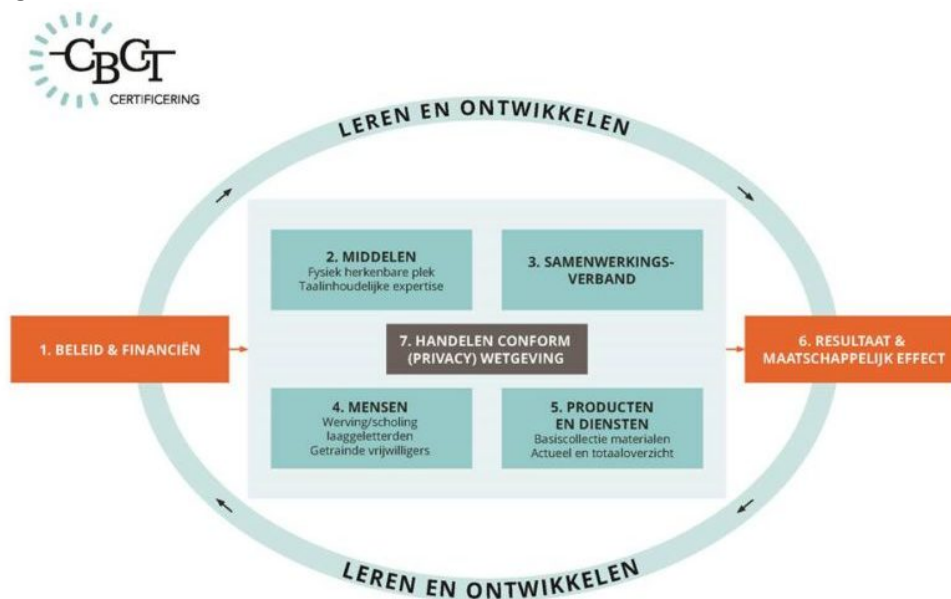 CBCT
CERTIFICERING
LEREN EN ONTWIKKELEN
2. MIDDELEN
Fysiek herkenbare plek
Taalinhoudelijke expertise
3. SAMENWERKINGS-
VERBAND
1. BELEID & FINANCIËN
7. HANDELEN CONFORM
(PRIVACY) WETGEVING
6. RESULTAAT &
MAATSCHAPPELIJK EFFECT
4. MENSEN
Werving/scholing
laaggeletterden
Getrainde vrijwilligers
5. PRODUCTEN
EN DIENSTEN
Basiscollectie materialen
Actueel en totaaloverzicht
LEREN EN ONTWIKKELEN